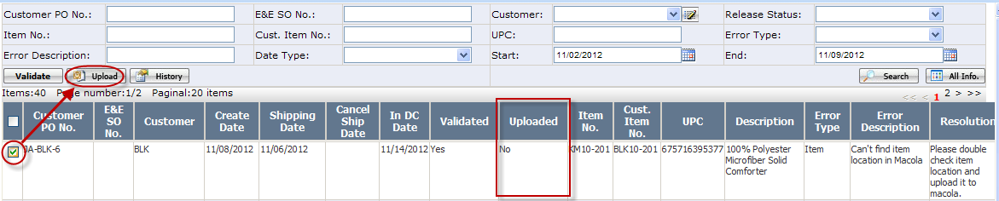 Customer PO No.: E&E SO No.: Customer: Release Status:
Item No.: Cust. Item No.: UPC: Error Type:
Error Description: Date Type: Start: 11/02/2012 End: 11/09/2012
Validate Upload History Search All Info.
Items:40 Page number:1/2 Paginal:20 items << < 1 2 > >>
Customer PO No. E&E SO No. Customer Create Date Shipping Date Cancel Ship Date In DC Date Validated Uploaded Item No. Cust. Item No. UPC Description Error Type Error Description Resolution
JA-BLK-6 BLK 11/08/2012 11/06/2012 11/14/2012 Yes No KM10-201 BLK10-201 675716395377 100% Polyester Microfiber Solid Comforter Item Can't find item location in Macola Please double check item location and upload it to macola.